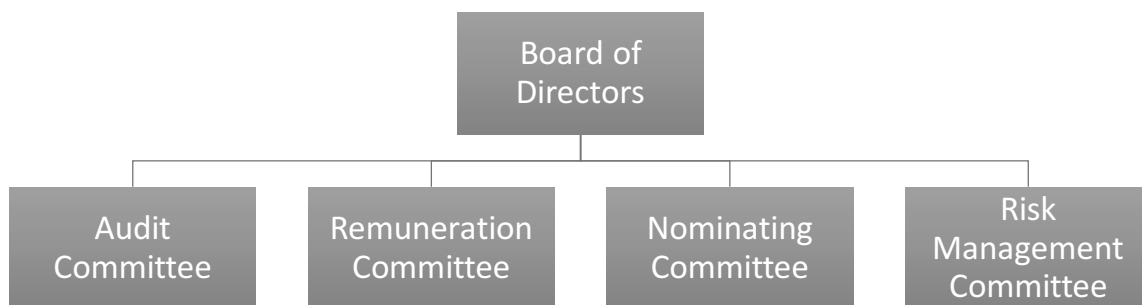 Board of
Directors
Audit
Committee
Remuneration
Committee
Nominating
Committee
Risk
Management
Committee